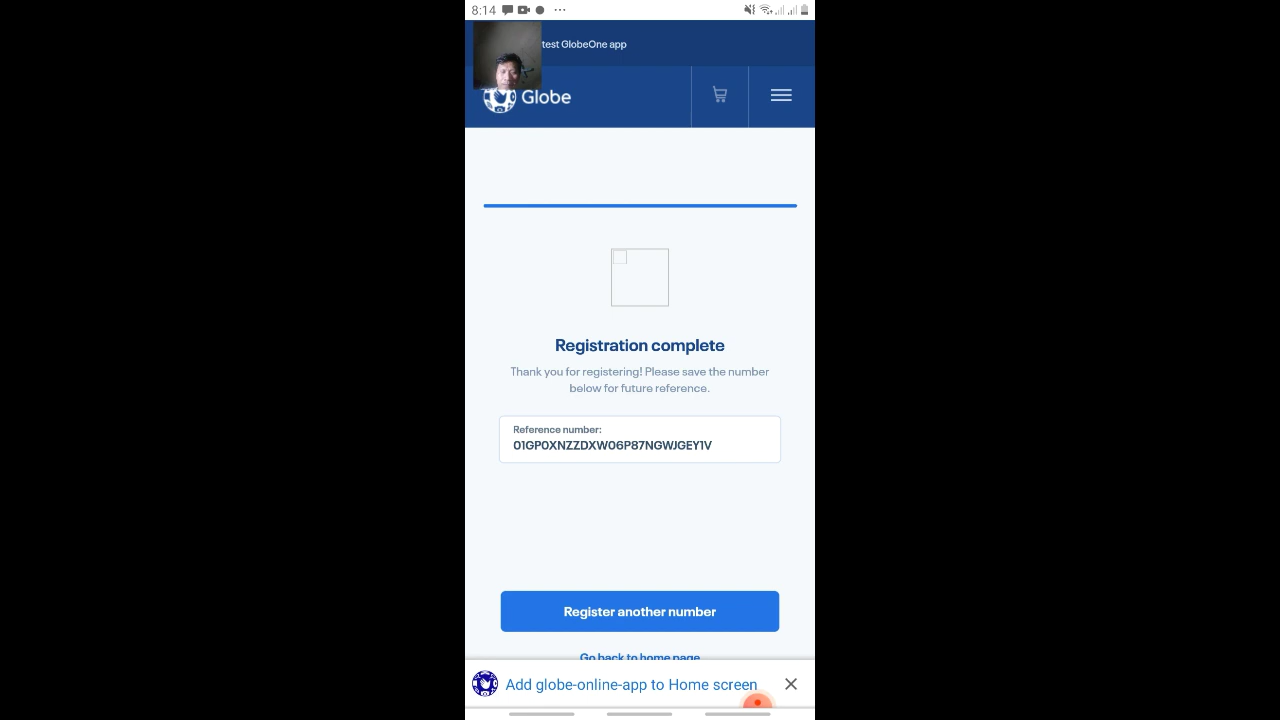 8:14
test GlobeOne app
Globe
Registration complete
Thank you for registering! Please save the number
below for future reference.
Reference number:
01GP0XNZZDXW06P87NGWJGEY1V
Register another number
Go back to home page
Add globe-online-app to Home screen